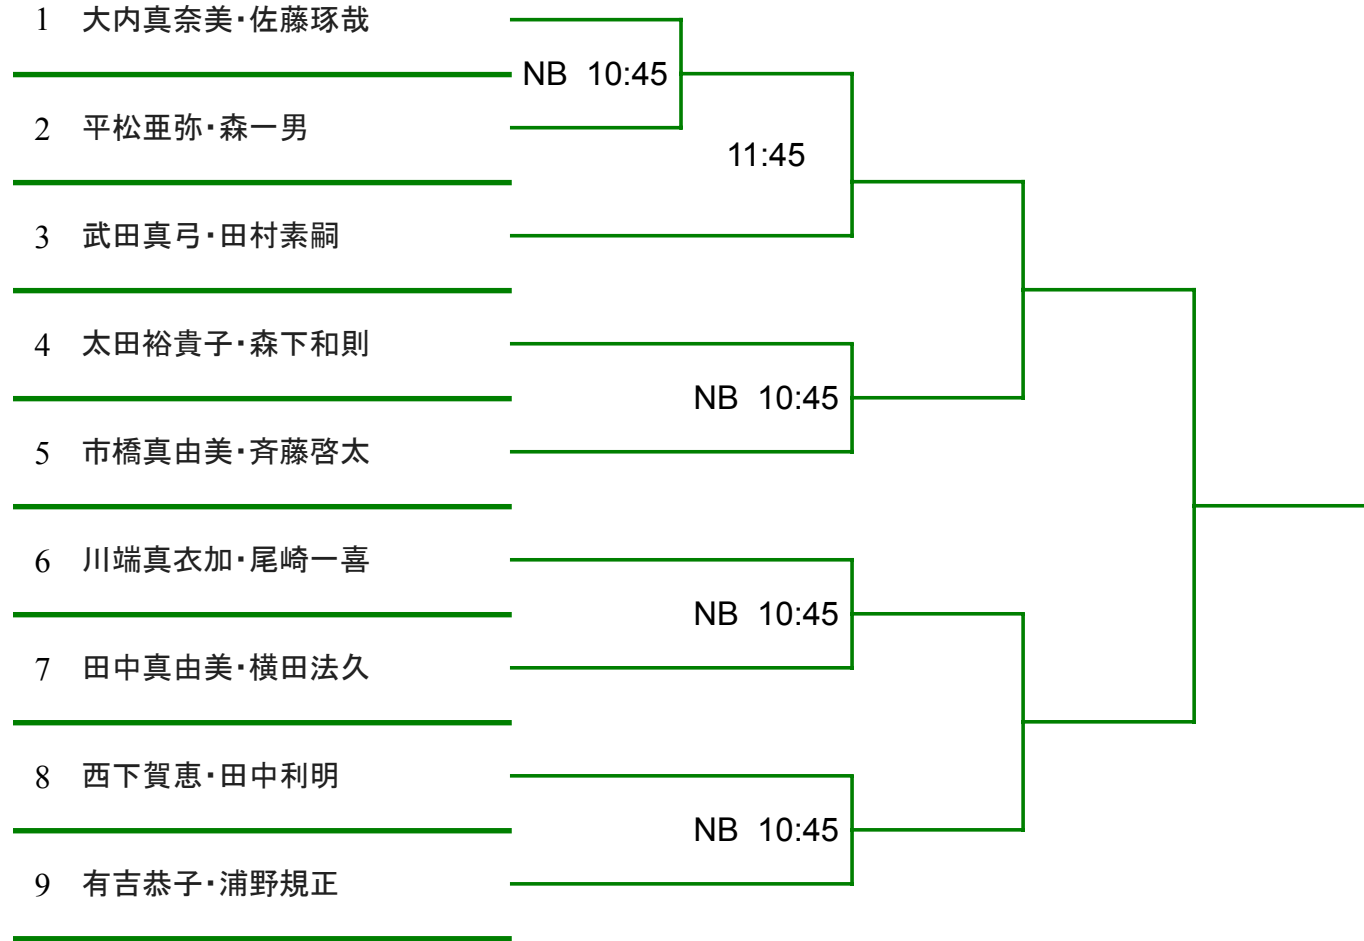 1 大内真奈美・佐藤琢哉
NB 10:45
2 平松亜弥・森一男
11:45
3 武田真弓・田村素嗣
4 太田裕貴子・森下和則
NB 10:45
5 市橋真由美・斉藤啓太
6 川端真衣加・尾崎一喜
NB 10:45
7 田中真由美・横田法久
8 西下賀恵・田中利明
NB 10:45
9 有吉恭子・浦野規正